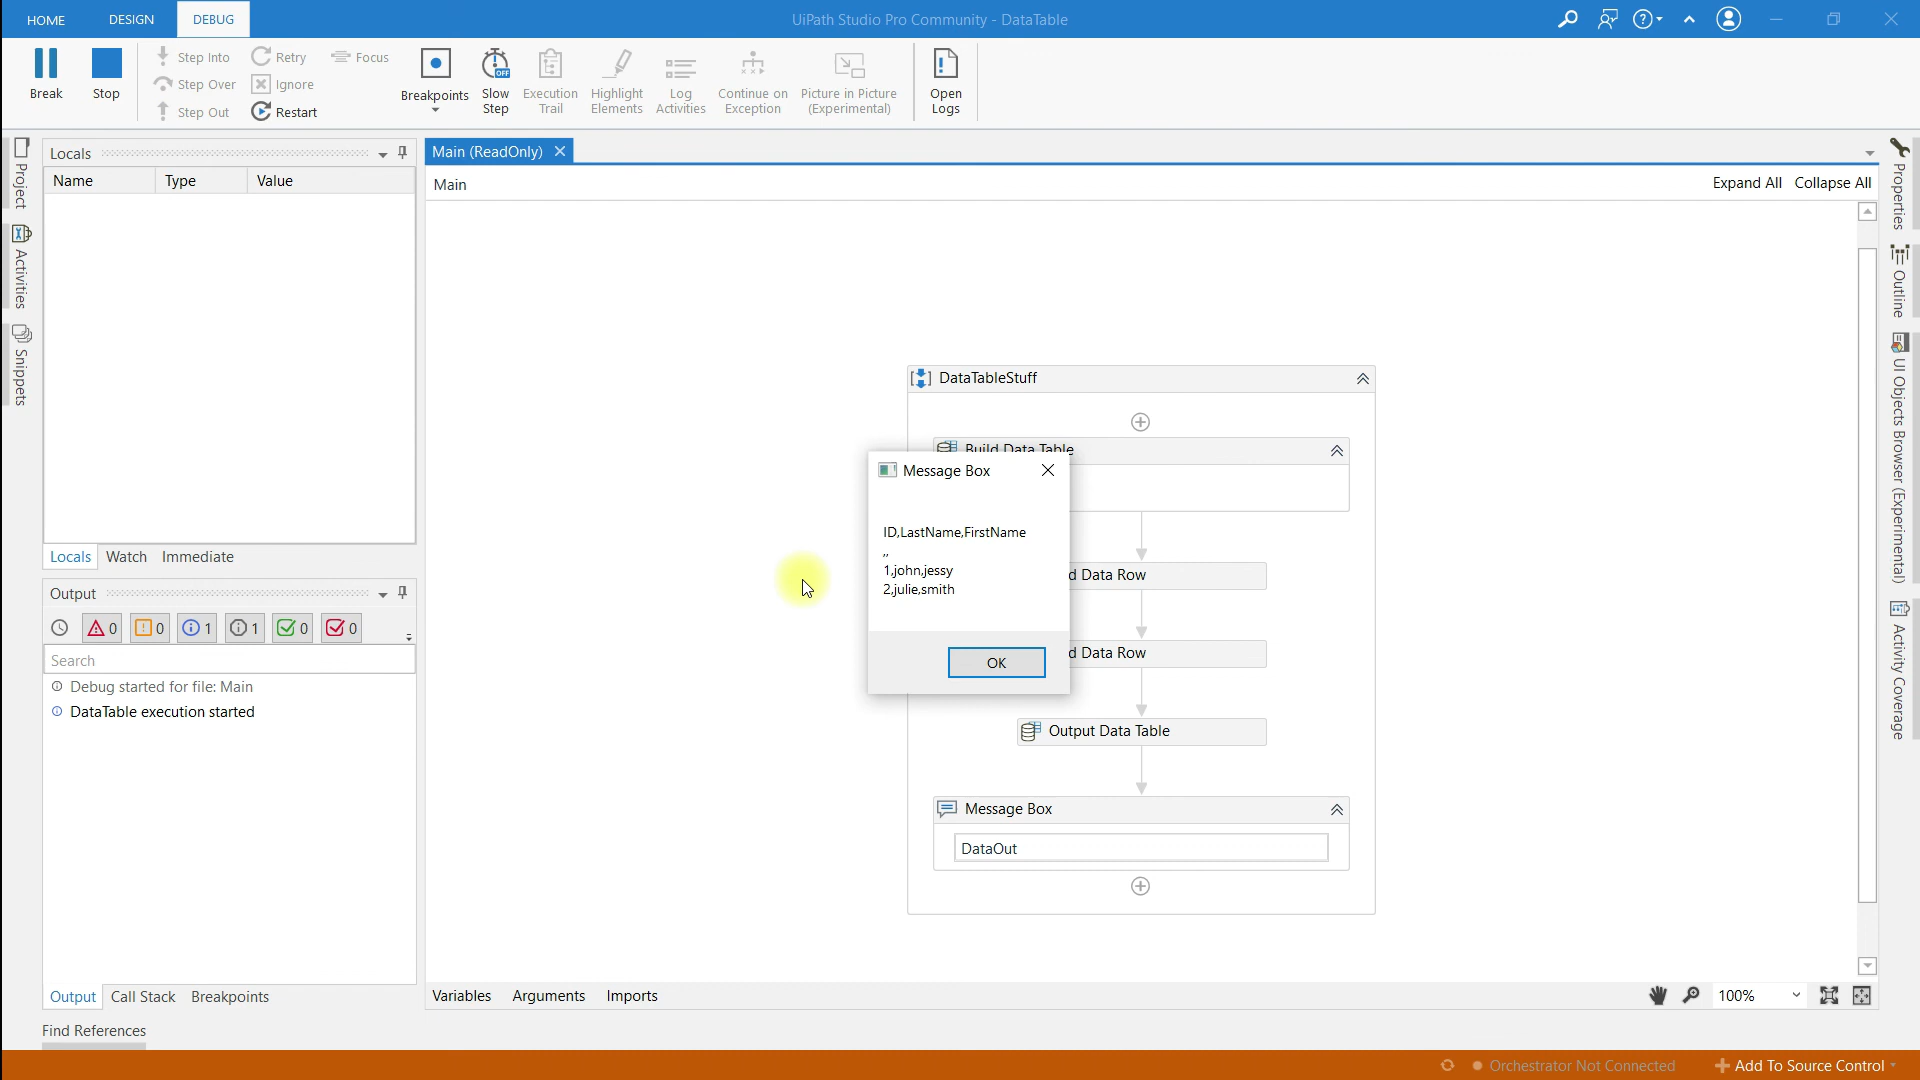 HOME DESIGN DEBUG UiPath Studio Pro Community - DataTable
Break Stop Step Into Step Over Step Out Retry Ignore Restart Focus Breakpoints Slow Step OFF Execution Trail Highlight Elements Log Activities Continue on Exception Picture in Picture (Experimental) Open Logs
Project
Activities
Snippets
Locals
Name Type Value
Locals Watch Immediate
Output
0 0 1 1 0 0
Search
Debug started for file: Main
DataTable execution started
Output Call Stack Breakpoints
Find References
Main (ReadOnly)
Main Expand All Collapse All
DataTableStuff
Build Data Table
Message Box
ID,LastName,FirstName
,,
1,john,jessy
2,julie,smith
OK
d Data Row
d Data Row
Output Data Table
Message Box
DataOut
Variables Arguments Imports 100%
Properties
Outline
UI Objects Browser (Experimental)
Activity Coverage
Orchestrator Not Connected Add To Source Control